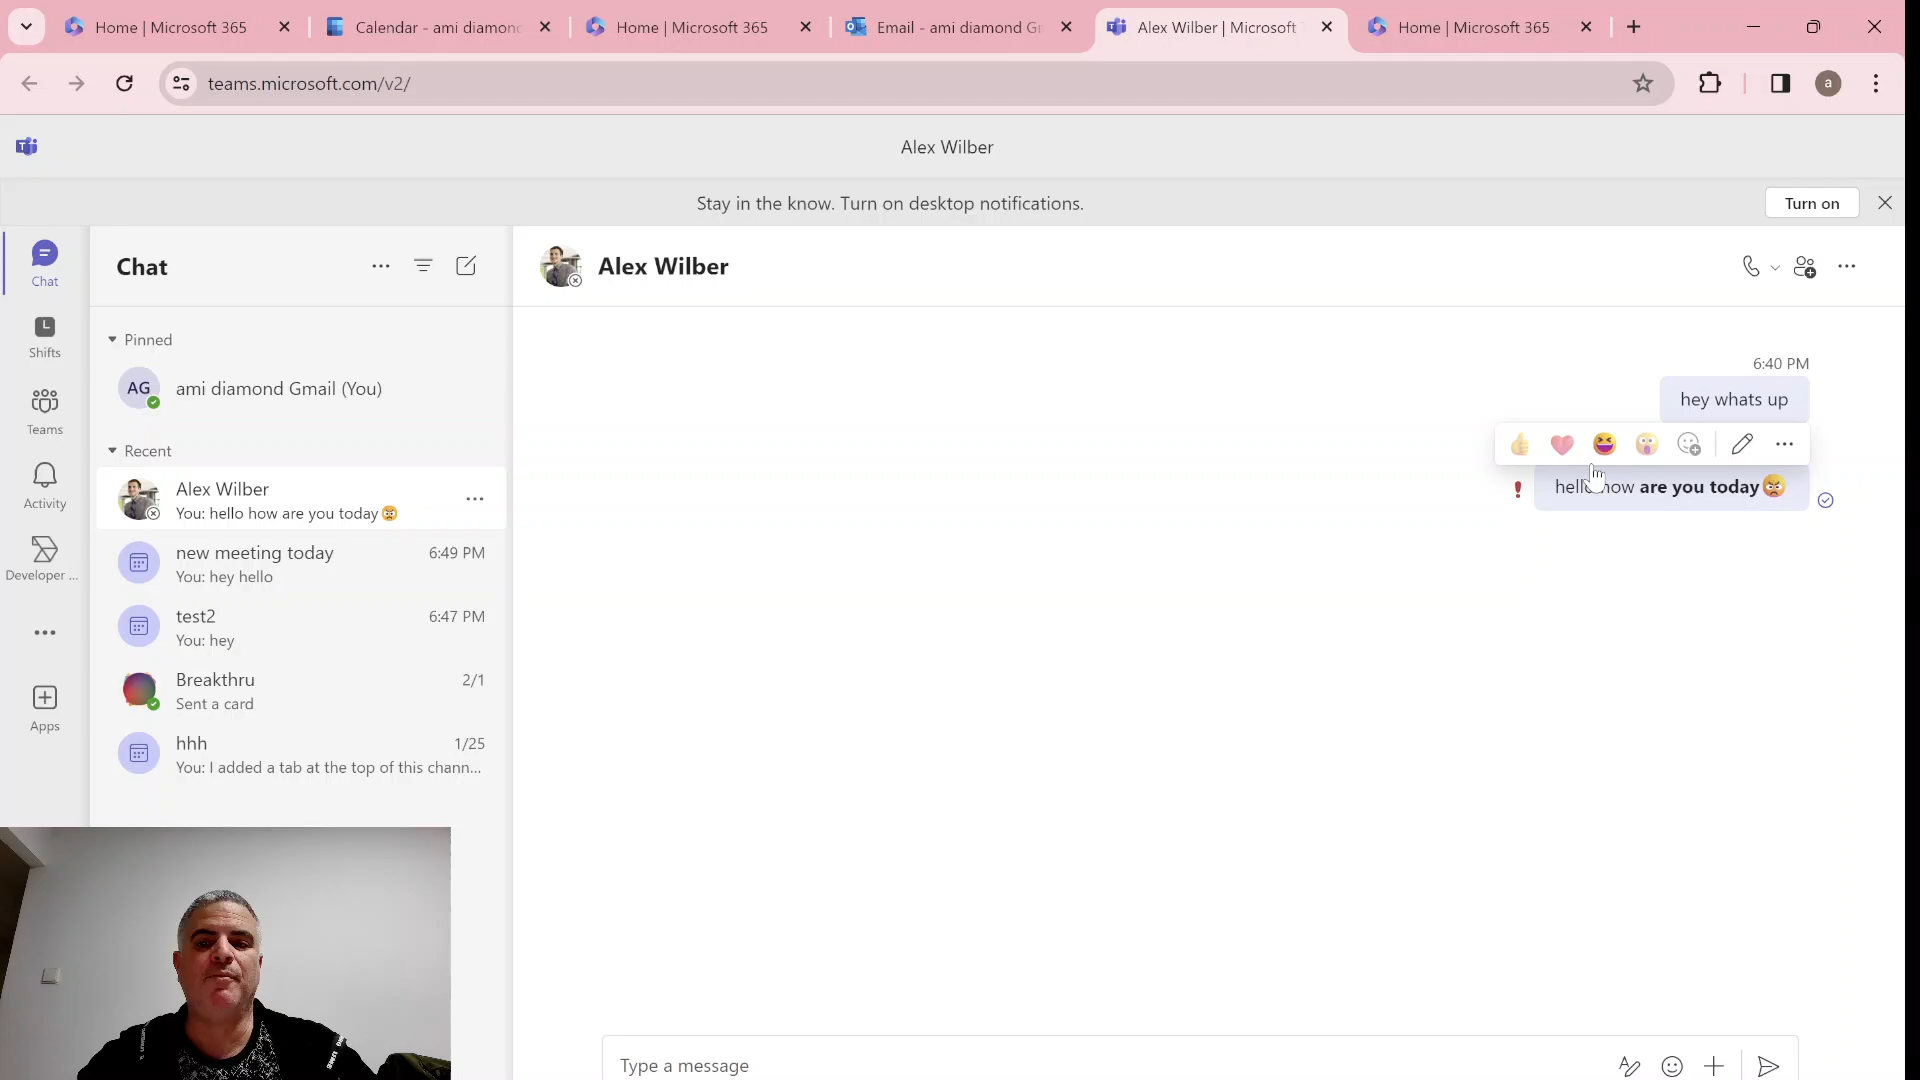 Home | Microsoft 365
Calendar - ami diamond
Home | Microsoft 365
Email - ami diamond G
Alex Wilber | Microsoft
Home | Microsoft 365
teams.microsoft.com/v2/
a
Alex Wilber
Stay in the know. Turn on desktop notifications.
Turn on
Chat
Shifts
Teams
Activity
Developer ...
Apps
Chat
Pinned
AG
ami diamond Gmail (You)
Recent
Alex Wilber
You: hello how are you today😠
new meeting today
6:49 PM
You: hey hello
test2
6:47 PM
You: hey
Breakthru
2/1
Sent a card
hhh
1/25
You: I added a tab at the top of this chann...
Alex Wilber
6:40 PM
hey whats up
hello how are you today😠
Type a message